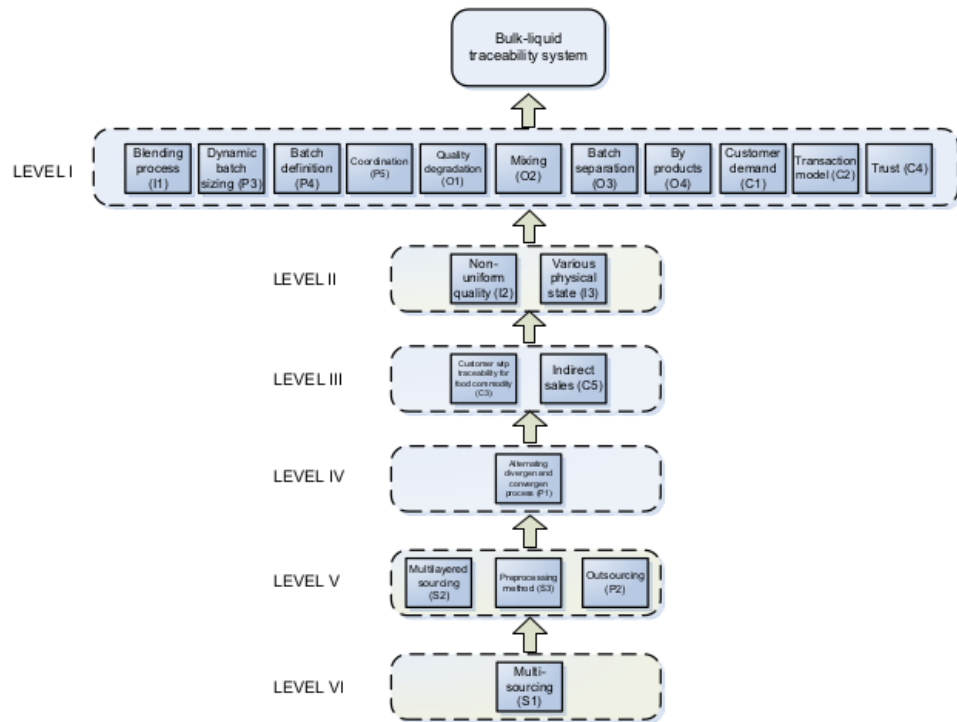 Bulk-liquid
traceability system
LEVEL I
Blending
process
(I1)
Dynamic
batch
sizing (P3)
Batch
definition
(P4)
Coordination
(P5)
Quality
degradation
(O1)
Mixing
(O2)
Batch
separation
(O3)
By
products
(O4)
Customer
demand
(C1)
Transaction
model (C2)
Trust (C4)
LEVEL II
Non-
uniform
quality (I2)
Various
physical
state (I3)
LEVEL III
Customer wtp
traceability for
food commodity
(C3)
Indirect
sales (C5)
LEVEL IV
Alternating
divergen and
convergen
process (P1)
LEVEL V
Multilayered
sourcing
(S2)
Preprocessing
method (S3)
Outsourcing
(P2)
LEVEL VI
Multi-
sourcing
(S1)